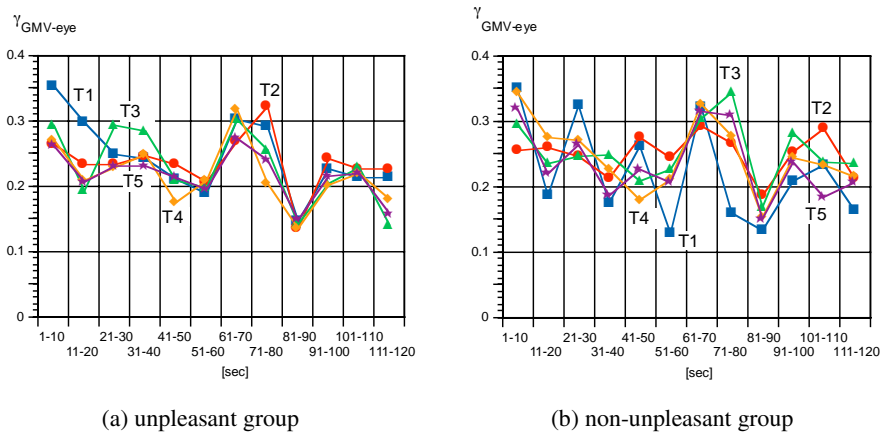 γGMV-eye
0.4
0.3
0.2
0.1
0
T1
T3
T2
T5
T4
1-10 21-30 41-50 61-70 81-90 101-110
11-20 31-40 51-60 71-80 91-100 111-120
[sec]
(a) unpleasant group
γGMV-eye
0.4
0.3
0.2
0.1
0
T3
T2
T4
T1
T5
1-10 21-30 41-50 61-70 81-90 101-110
11-20 31-40 51-60 71-80 91-100 111-120
[sec]
(b) non-unpleasant group